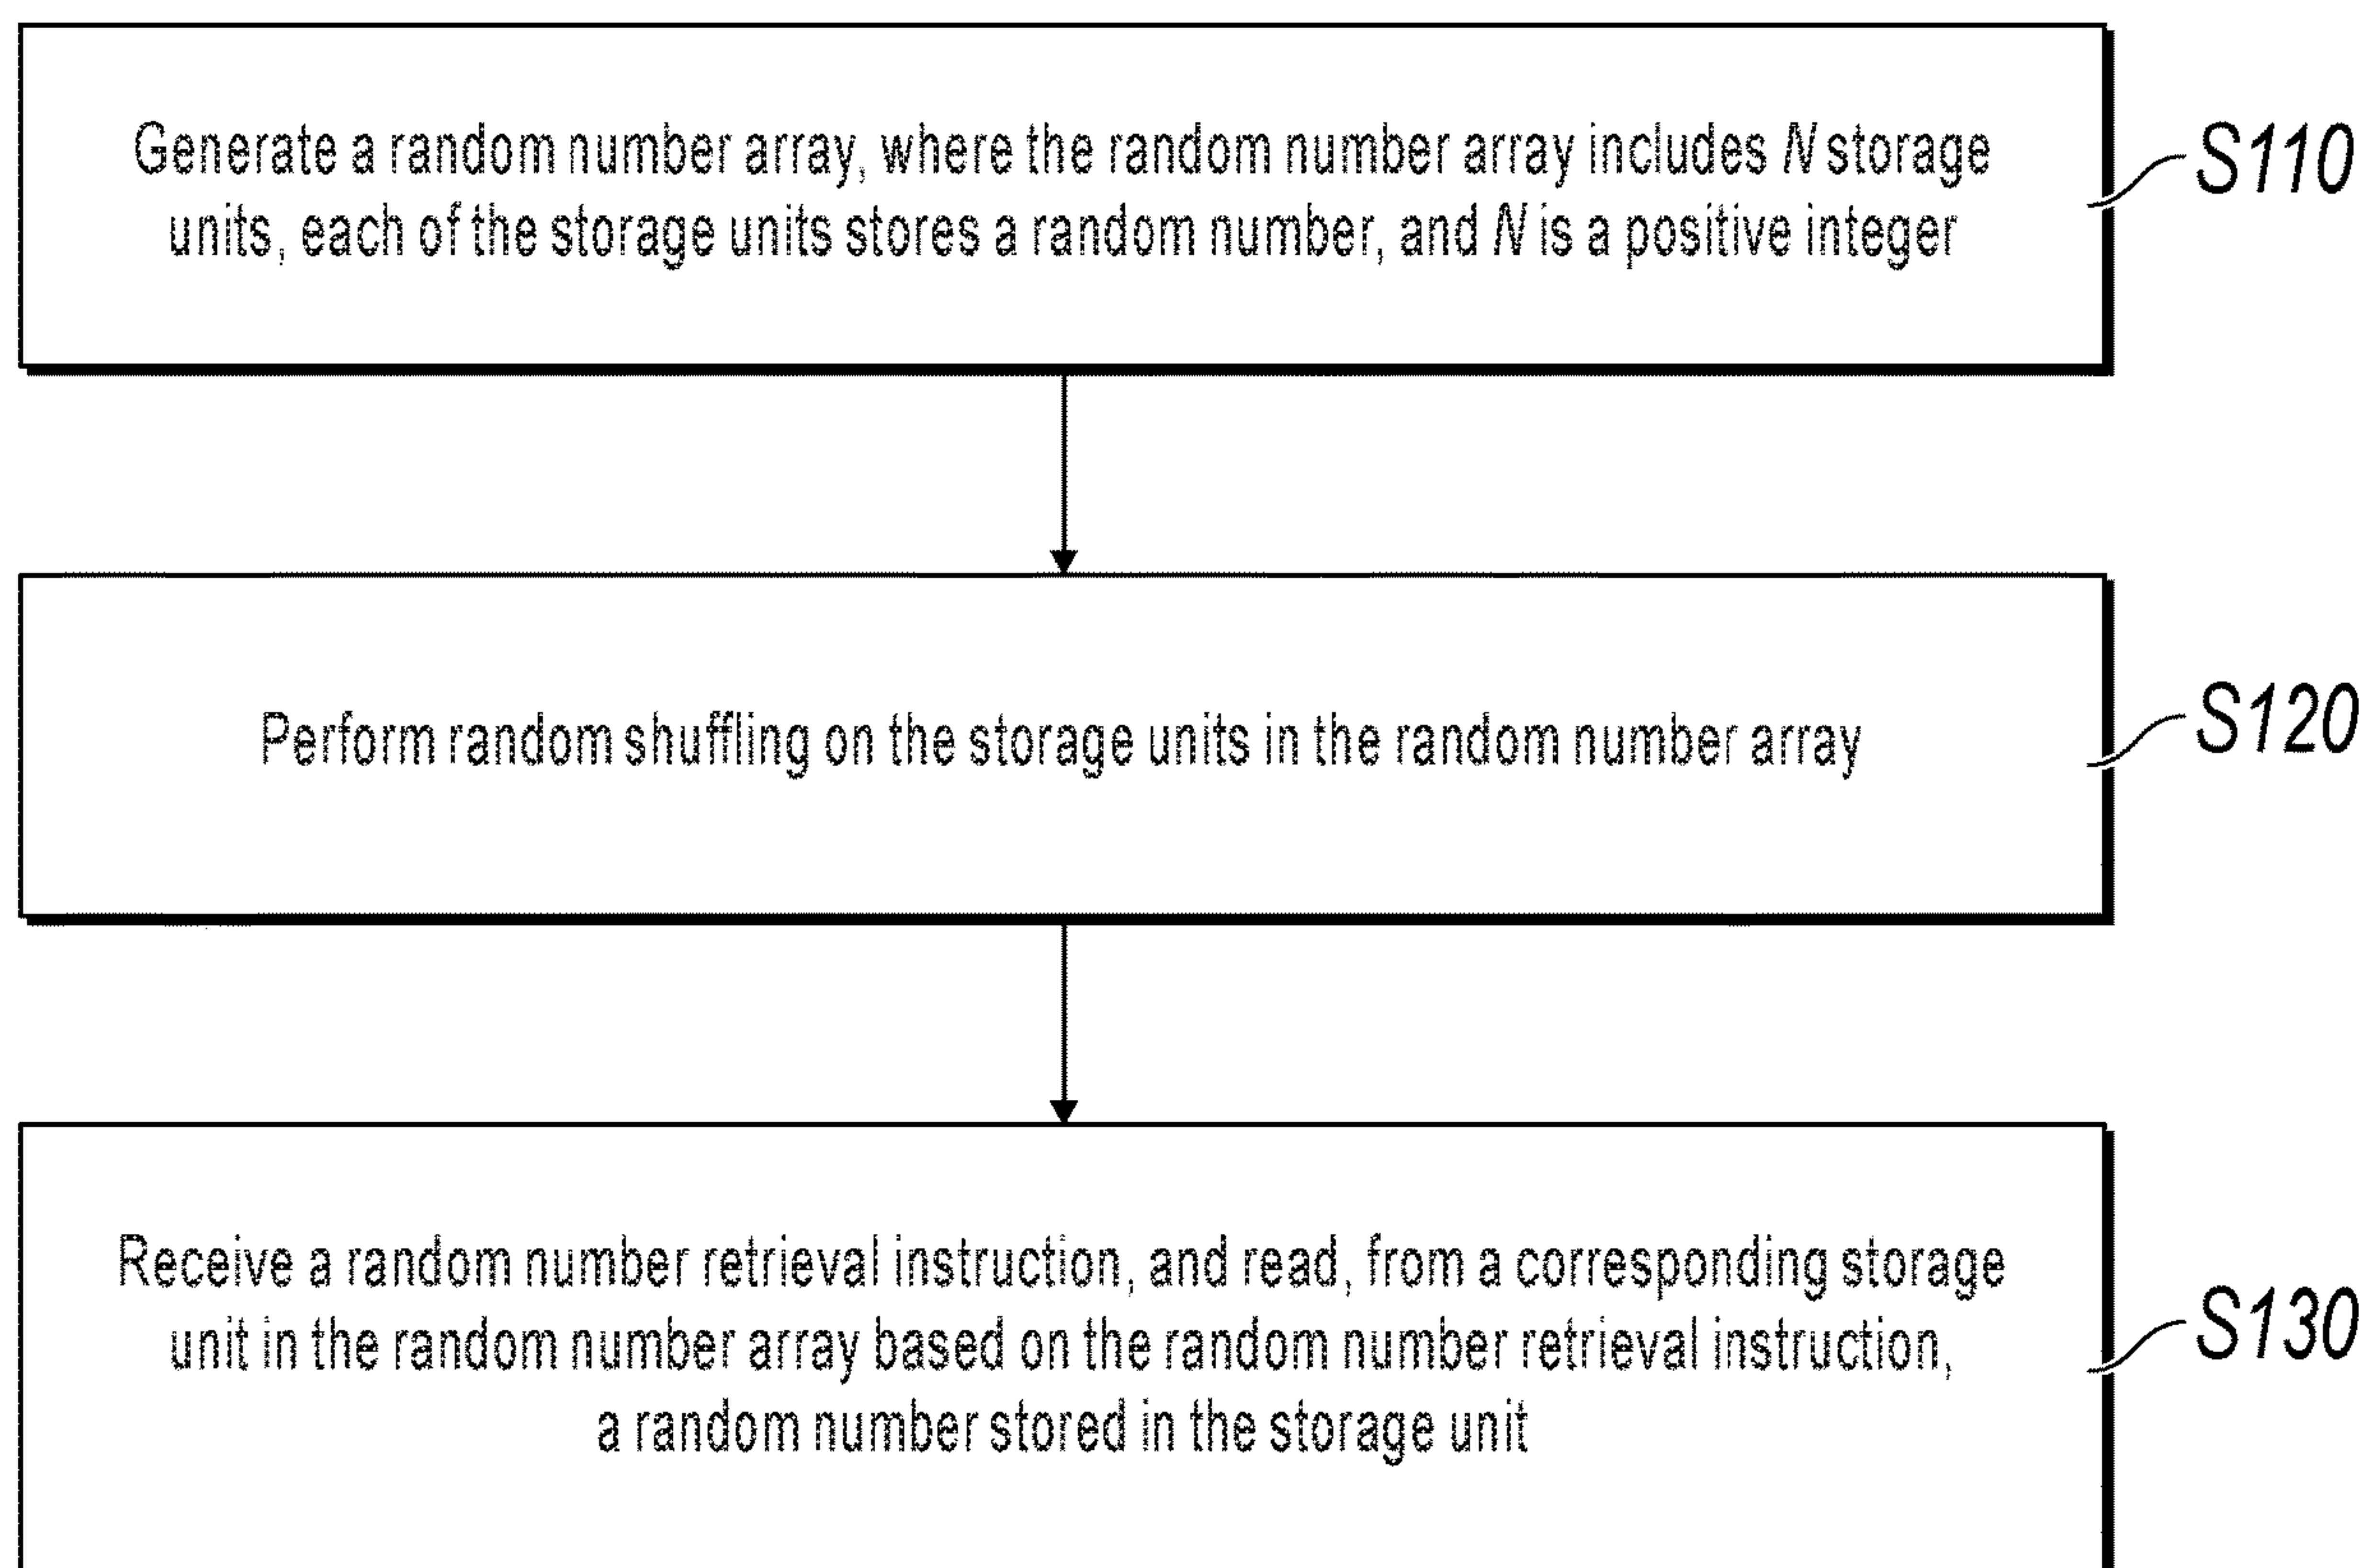 Generate a random number array, where the random number array includes N storage
units, each of the storage units stores a random number, and N is a positive integer
S110
Perform random shuffling on the storage units in the random number array
S120
Receive a random number retrieval instruction, and read, from a corresponding storage
unit in the random number array based on the random number retrieval instruction,
a random number stored in the storage unit
S130